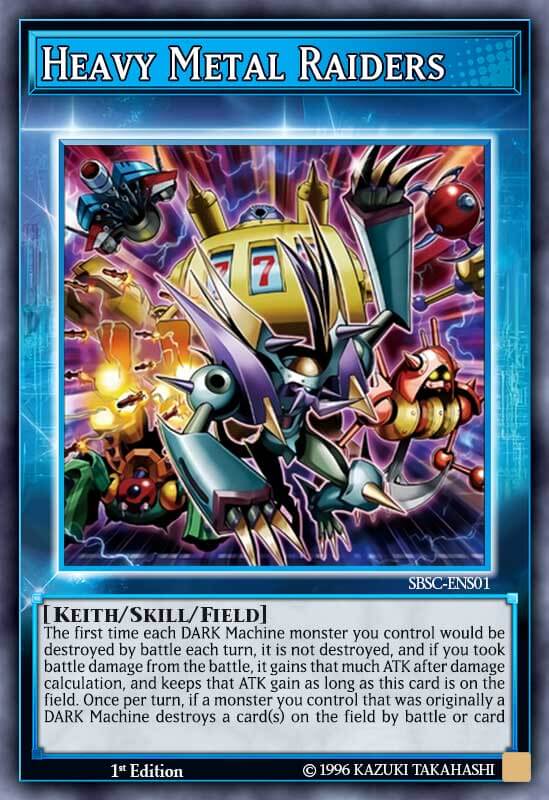 Heavy Metal Raiders
7 7 7
SBSC-ENS01
[Keith/Skill/Field]
The first time each DARK Machine monster you control would be
destroyed by battle each turn, it is not destroyed, and if you took
battle damage from the battle, it gains that much ATK after damage
calculation, and keeps that ATK gain as long as this card is on the
field. Once per turn, if a monster you control that was originally a
DARK Machine destroys a card(s) on the field by battle or card
1st Edition
© 1996 KAZUKI TAKAHASHI